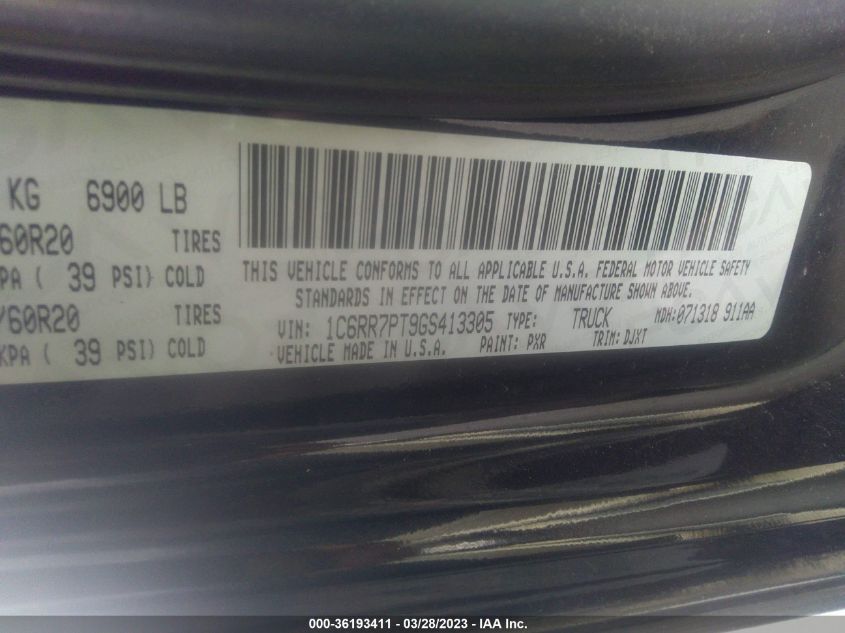 KG 6900 LB
60R20 TIRES
PA ( 39 PSI) COLD
/60R20 TIRES
KPA ( 39 PSI) COLD
THIS VEHICLE CONFORMS TO ALL APPLICABLE U.S.A. FEDERAL MOTOR VEHICLE SAFETY
STANDARDS IN EFFECT ON THE DATE OF MANUFACTURE SHOWN ABOVE.
VIN: 1C6RR7PT9GS413305 TYPE: TRUCK MDH:071318 911AA
VEHICLE MADE IN U.S.A. PAINT: PXR TRIM: DJXT
000-36193411 - 03/28/2023 - IAA Inc.